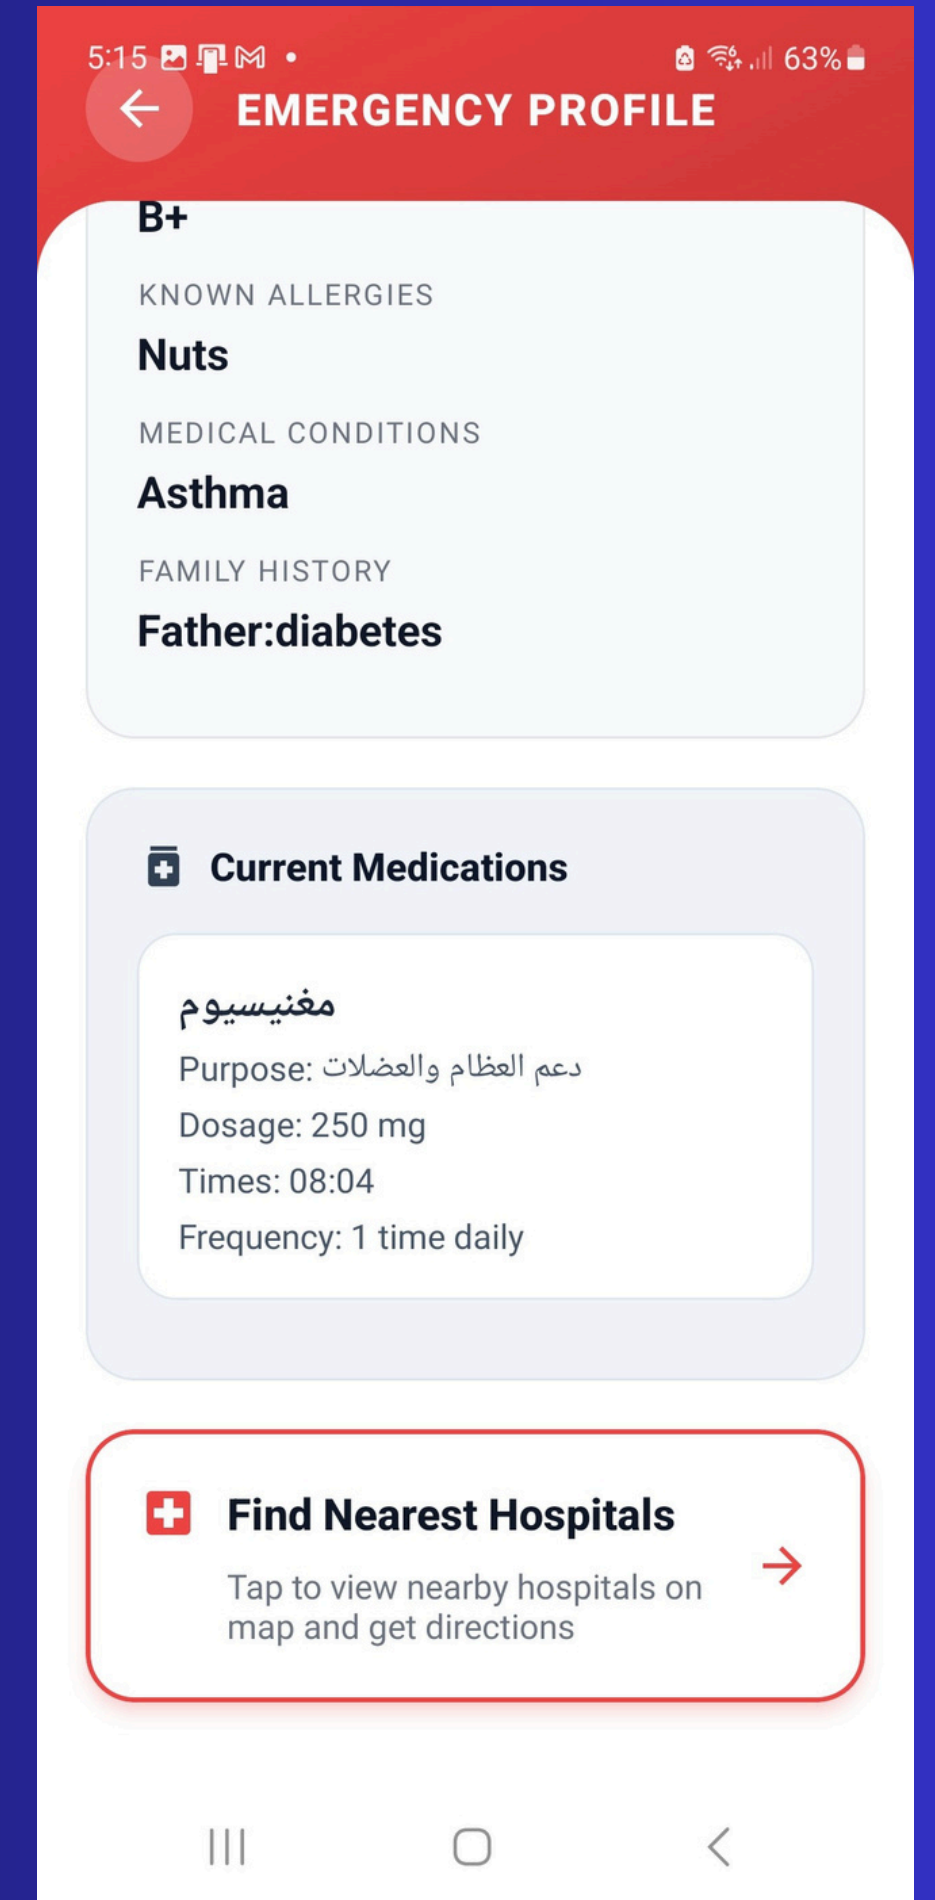 5:15
63%
EMERGENCY PROFILE
B+
KNOWN ALLERGIES
Nuts
MEDICAL CONDITIONS
Asthma
FAMILY HISTORY
Father:diabetes
Current Medications
مغنيسيوم
Purpose: دعم العظام والعضلات
Dosage: 250 mg
Times: 08:04
Frequency: 1 time daily
Find Nearest Hospitals
Tap to view nearby hospitals on
map and get directions